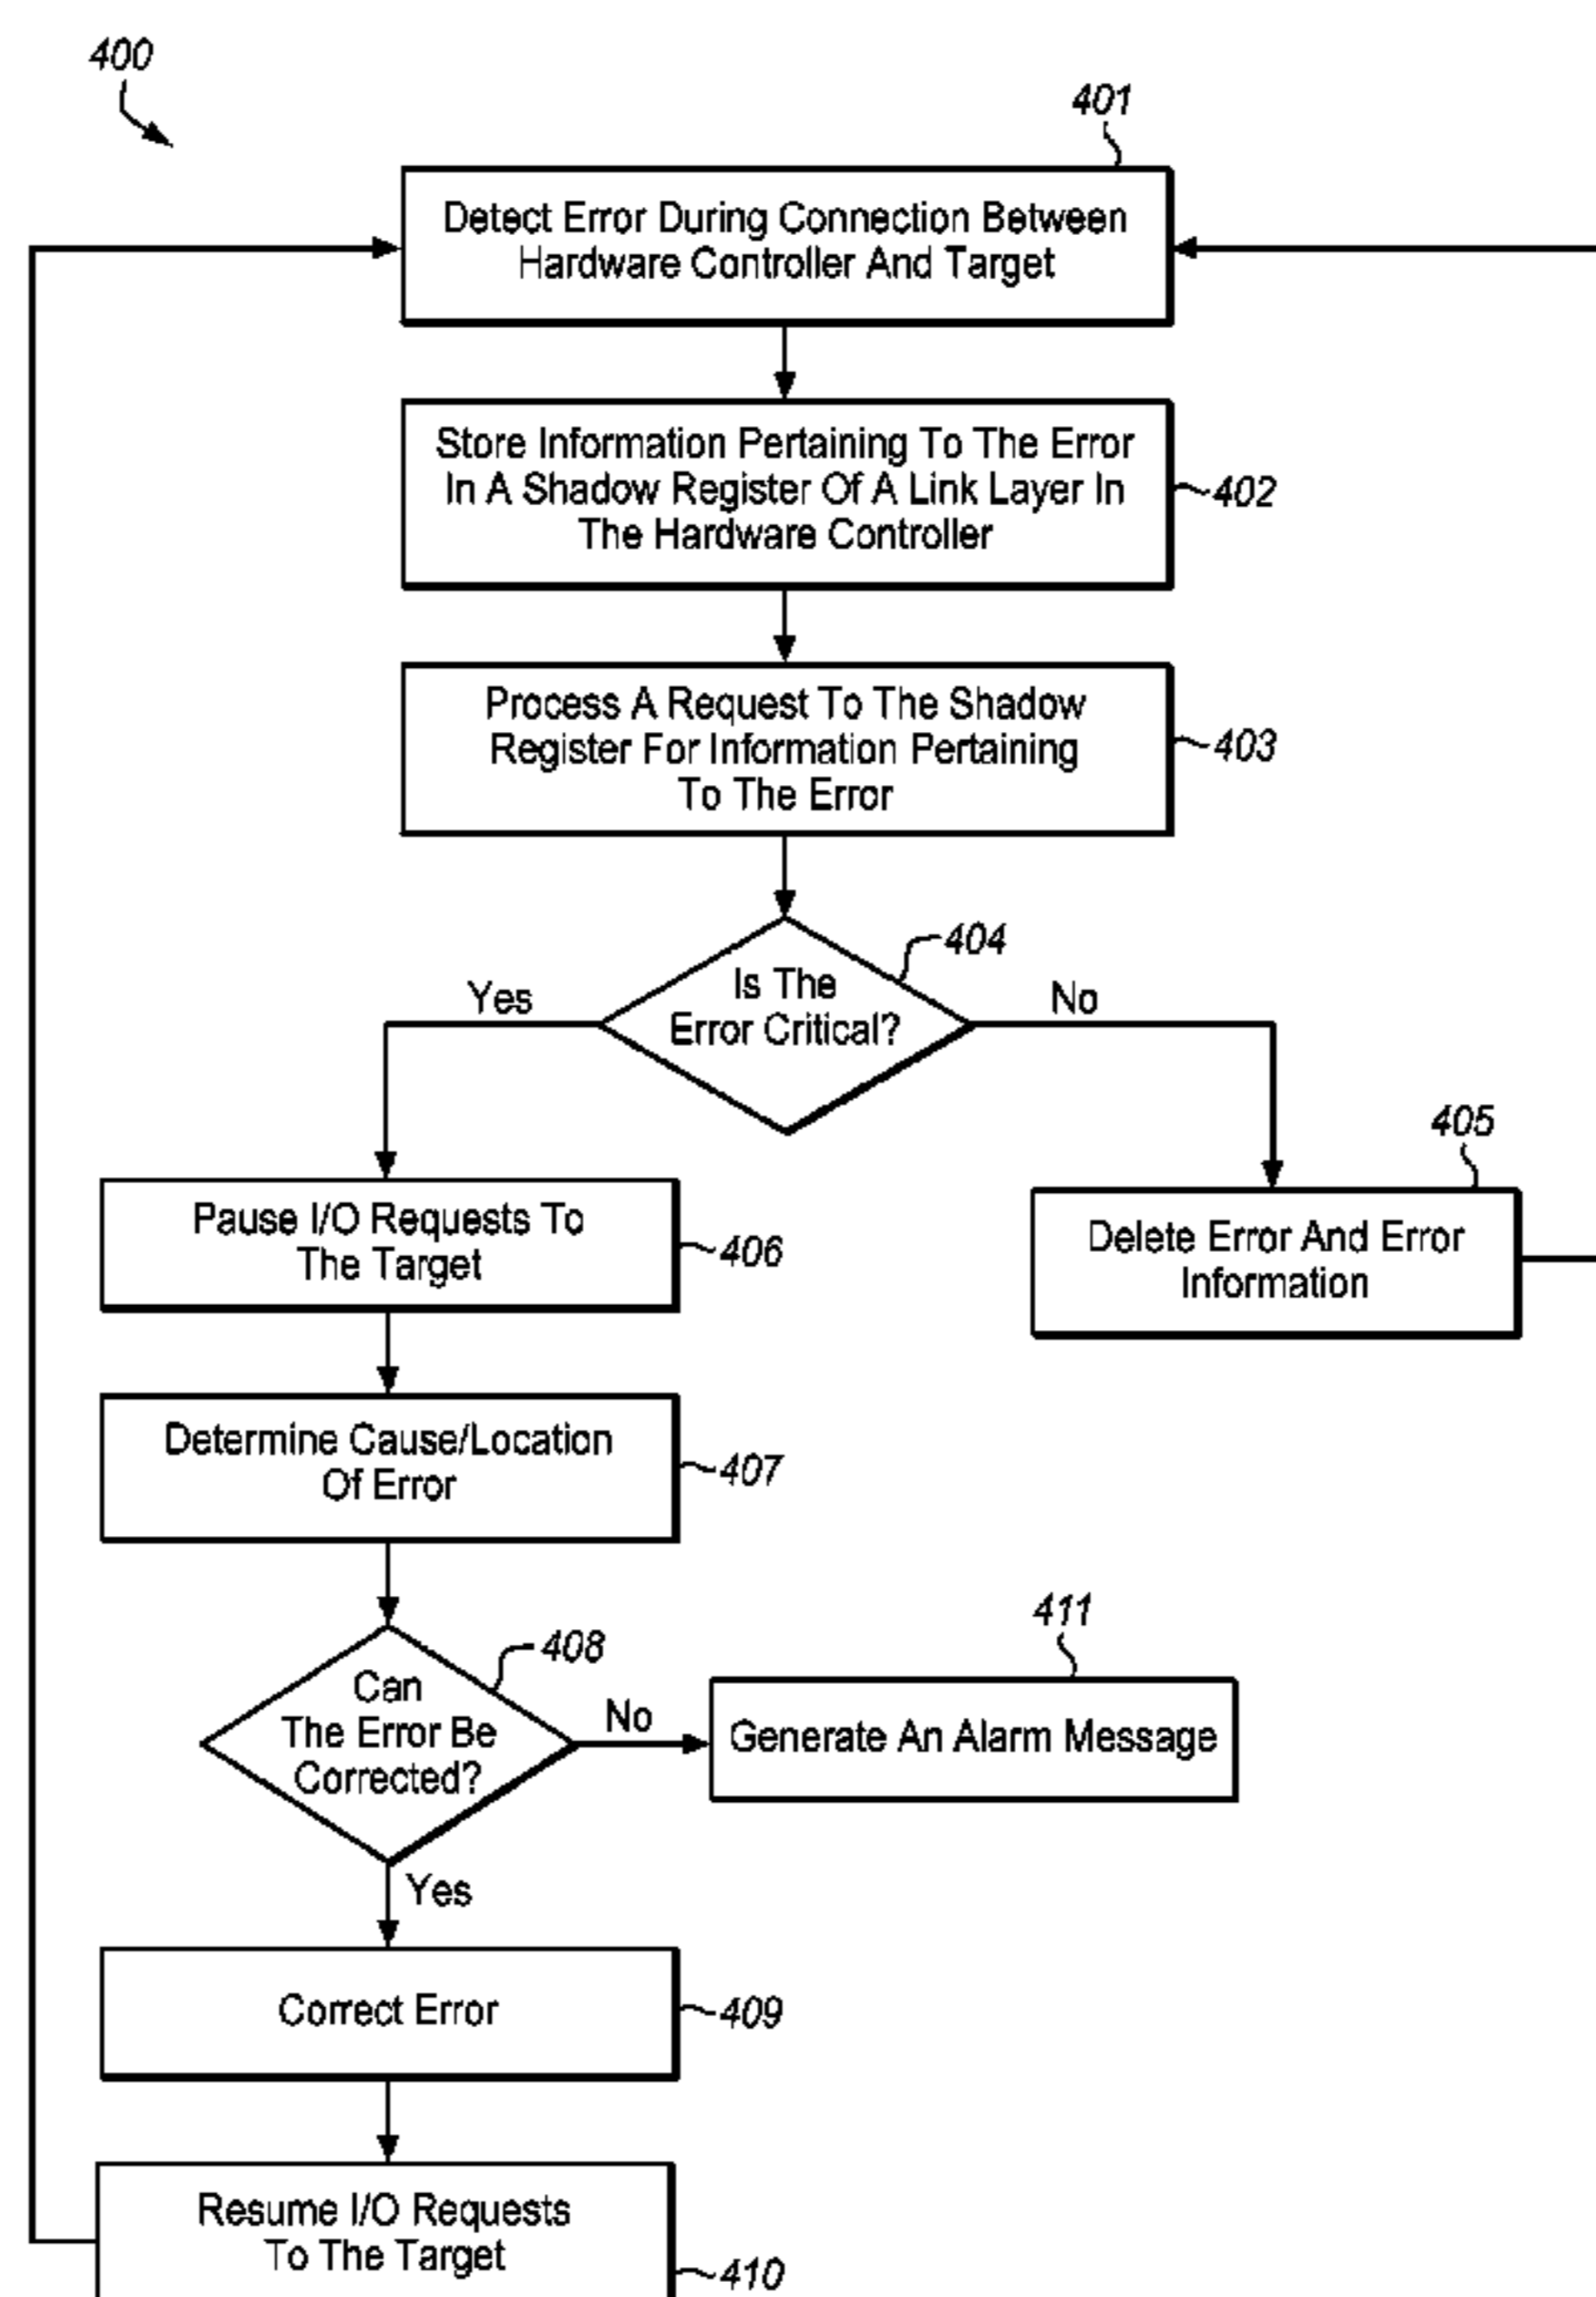 400
401
Detect Error During Connection Between
Hardware Controller And Target
Store Information Pertaining To The Error
In A Shadow Register Of A Link Layer In
The Hardware Controller
402
Process A Request To The Shadow
Register For Information Pertaining
To The Error
403
404
Is The
Error Critical?
Yes
No
405
Pause I/O Requests To
The Target
406
Delete Error And Error
Information
Determine Cause/Location
Of Error
407
408
Can
The Error Be
Corrected?
No
411
Generate An Alarm Message
Yes
Correct Error
409
Resume I/O Requests
To The Target
410